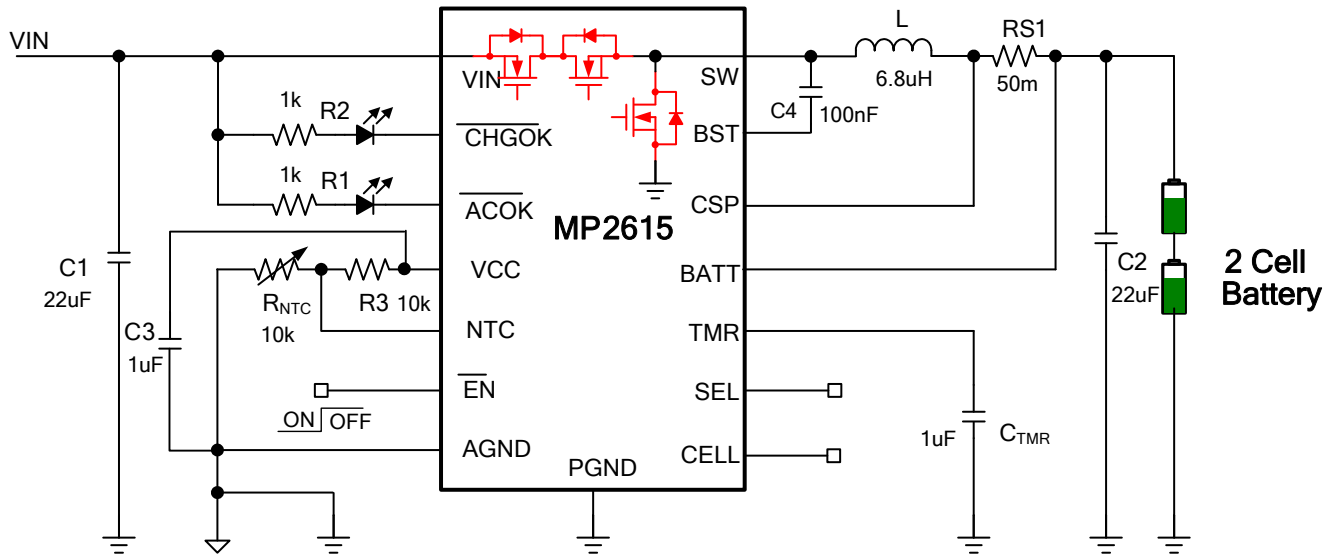 VIN
L
RS1
6.8uH
50m
VIN
SW
C4
100nF
1k
R2
CHGOK
BST
1k
R1
ACOK
CSP
MP2615
C1
22uF
VCC
BATT
C2
22uF
2 Cell
Battery
RNTC
10k
R3 10k
C3
1uF
NTC
TMR
EN
SEL
ON OFF
AGND
CELL
1uF
CTMR
PGND